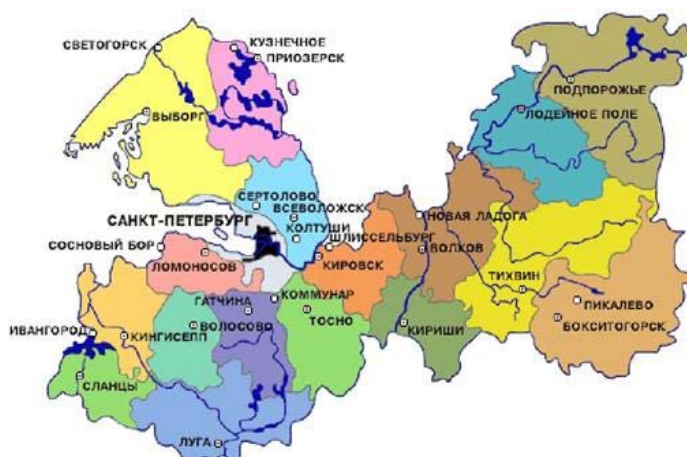 СВЕТОГОРСК
КУЗНЕЧНОЕ
ПРИОЗЕРСК
ПОДПОРОЖЬЕ
ВЫБОРГ
ЛОДЕЙНОЕ ПОЛЕ
СЕРТОЛОВО
ВСЕВОЛОЖСК
САНКТ-ПЕТЕРБУРГ
НОВАЯ ЛАДОГА
КОЛТУШИ
ШЛИССЕЛЬБУРГ
СОСНОВЫЙ БОР
ЛОМОНОСОВ
КИРОВСК
ВОЛХОВ
ТИХВИН
КОММУНАР
ПИКАЛЕВО
ГАТЧИНА
ТОСНО
БОКСИТОГОРСК
ИВАНГОРОД
КИНГИСЕПП
ВОЛОСОВО
КИРИШИ
СЛАНЦЫ
ЛУГА